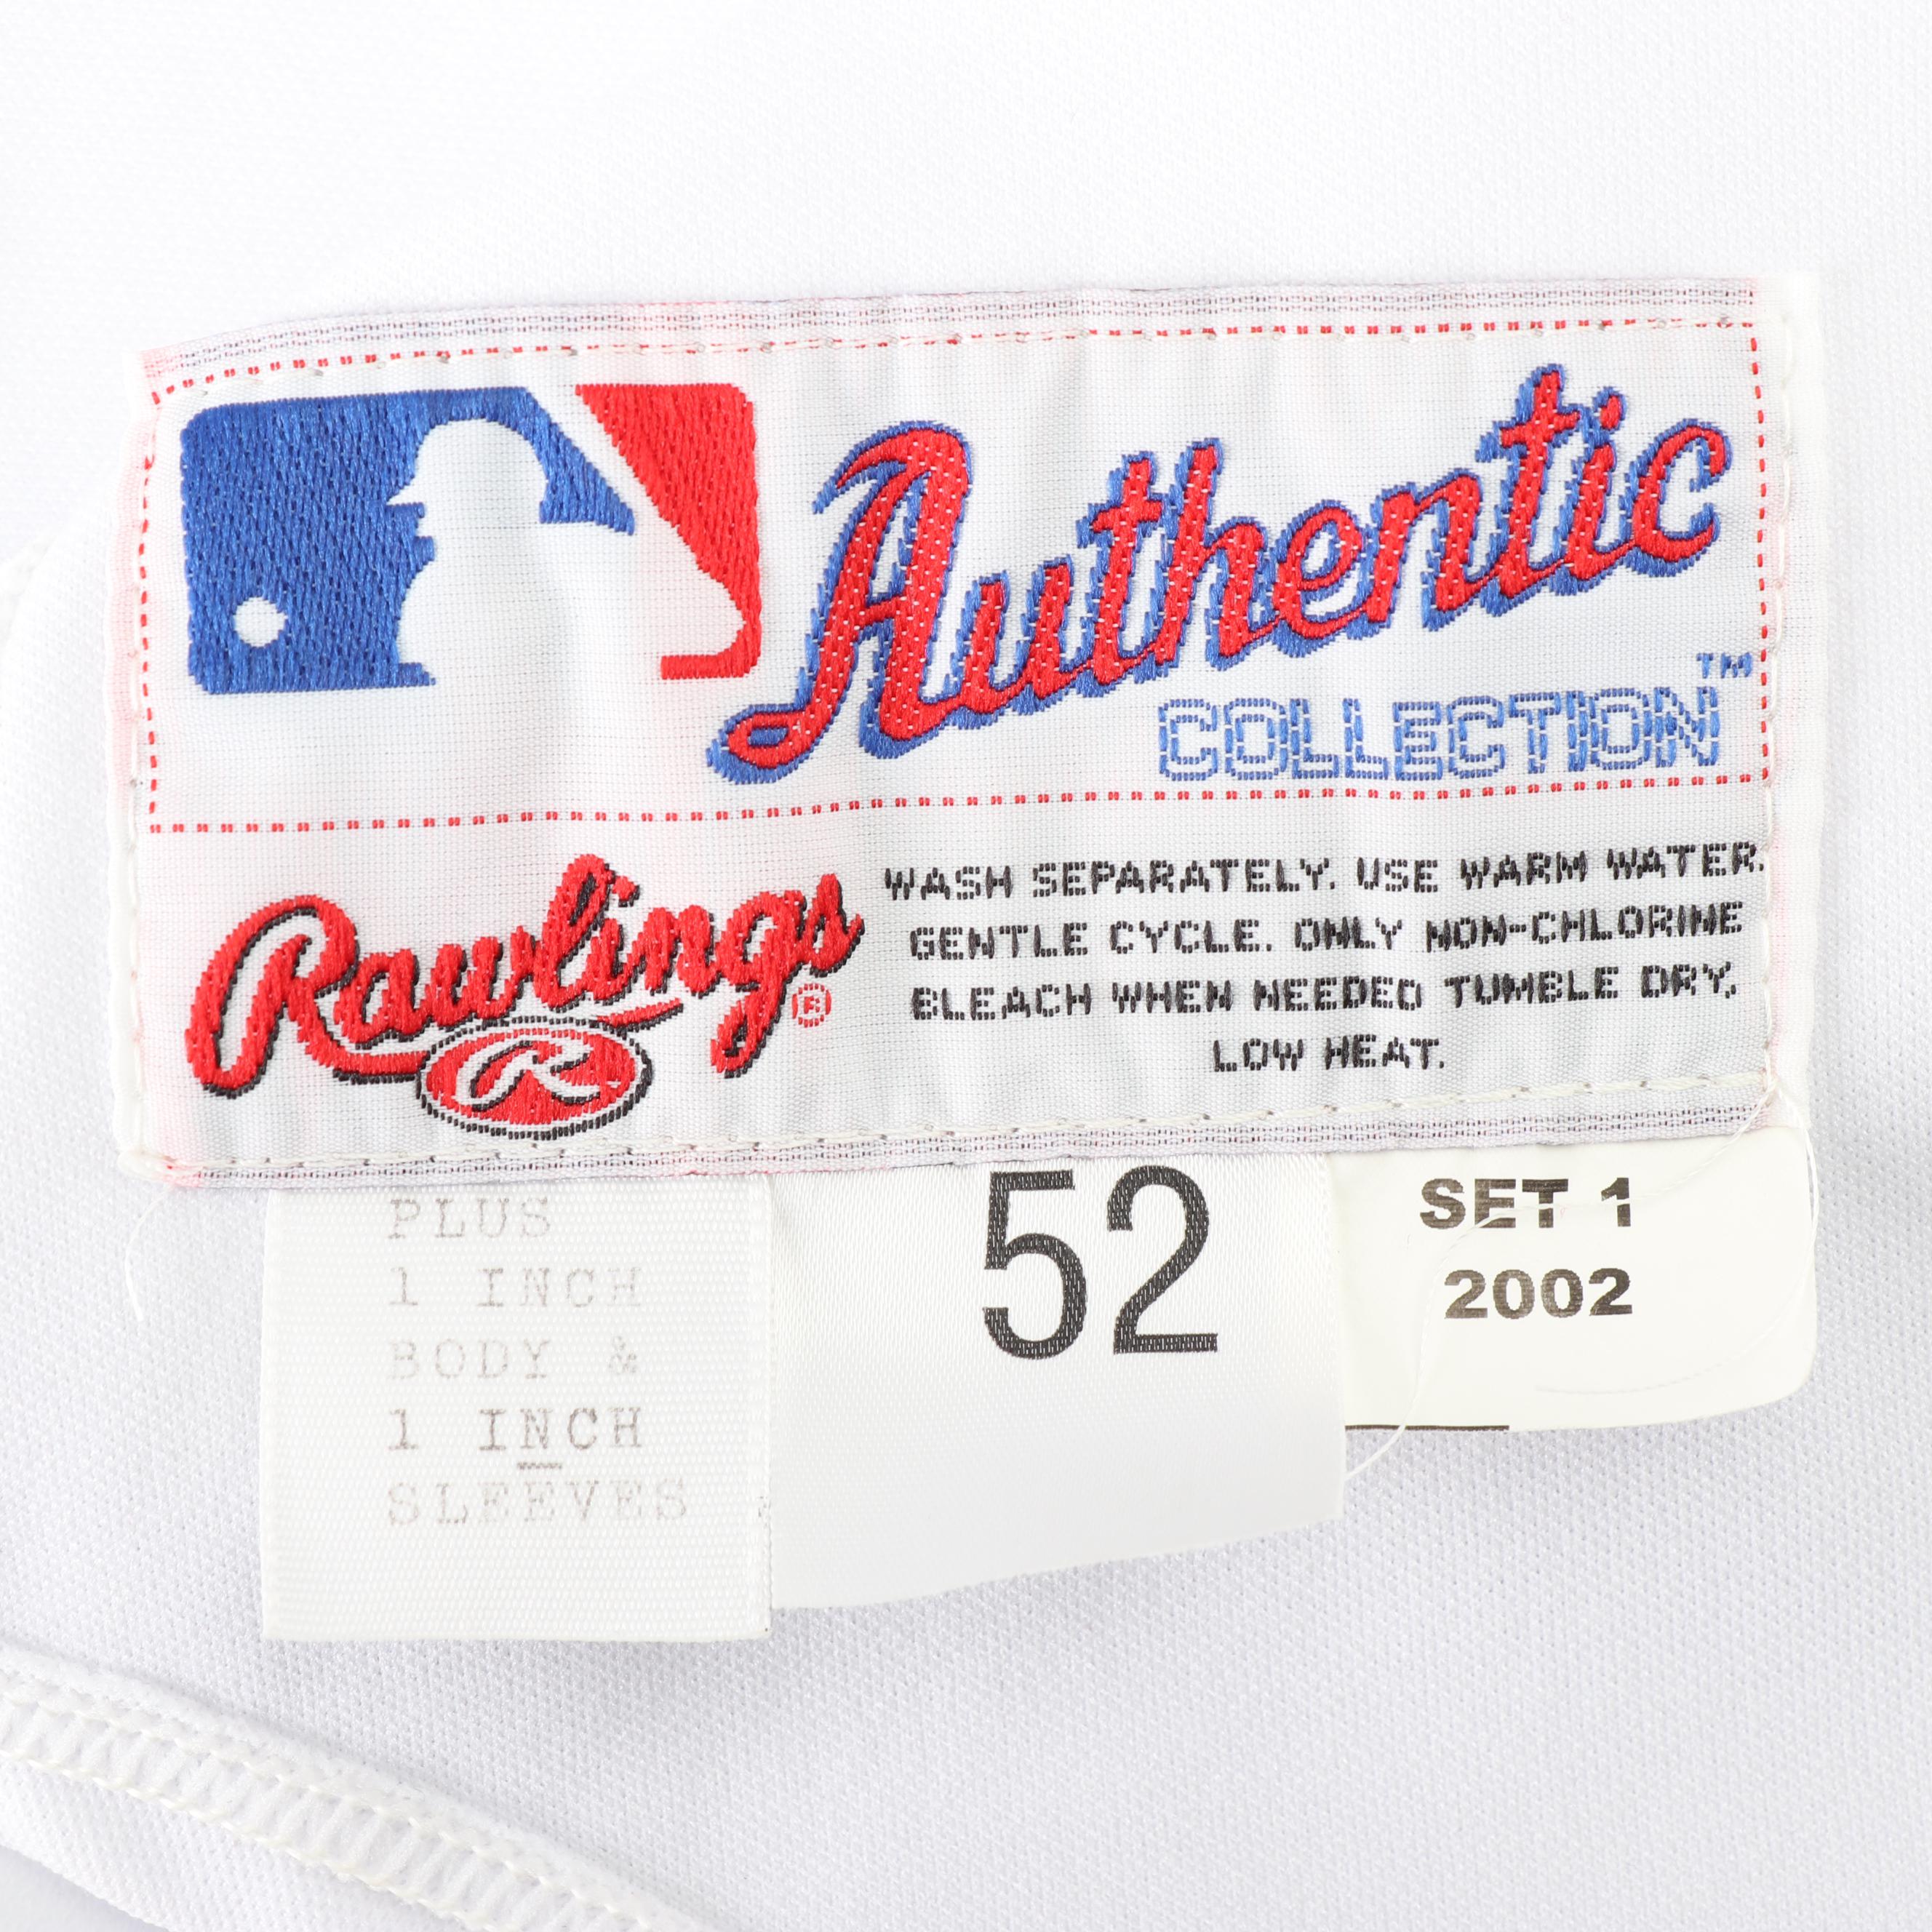 Authentic
COLLECTION™
Rawlings®
R
WASH SEPARATELY. USE WARM WATER.
GENTLE CYCLE. ONLY NON-CHLORINE
BLEACH WHEN NEEDED TUMBLE DRY,
LOW HEAT.
PLUS
1 INCH
BODY &
1 INCH
SLEEVES
52
SET 1
2002